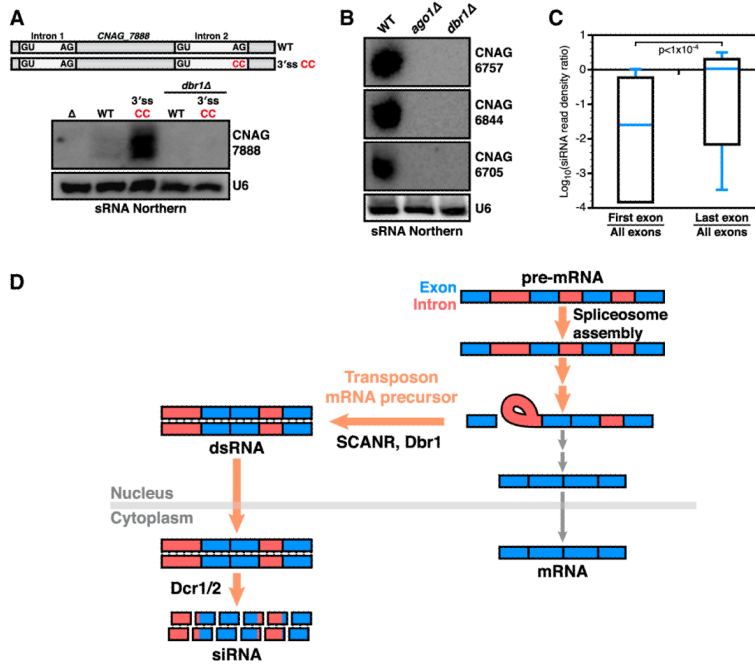 A
Intron 1 CNAG_7888 Intron 2
GU AG GU AG WT
GU AG GU CC 3'ss CC
dbr1Δ
3'ss 3'ss
Δ WT CC WT CC
CNAG
7888
U6
sRNA Northern
B
WT ago1Δ dbr1Δ
CNAG
6757
CNAG
6844
CNAG
6705
U6
sRNA Northern
C
Log10(siRNA read density ratio)
p<1x10-4
1
0
-1
-2
-3
-4
First exon Last exon
All exons All exons
D
pre-mRNA
Exon
Intron
Spliceosome
assembly
Transposon
mRNA precursor
SCANR, Dbr1
dsRNA
Nucleus
Cytoplasm
mRNA
Dcr1/2
siRNA